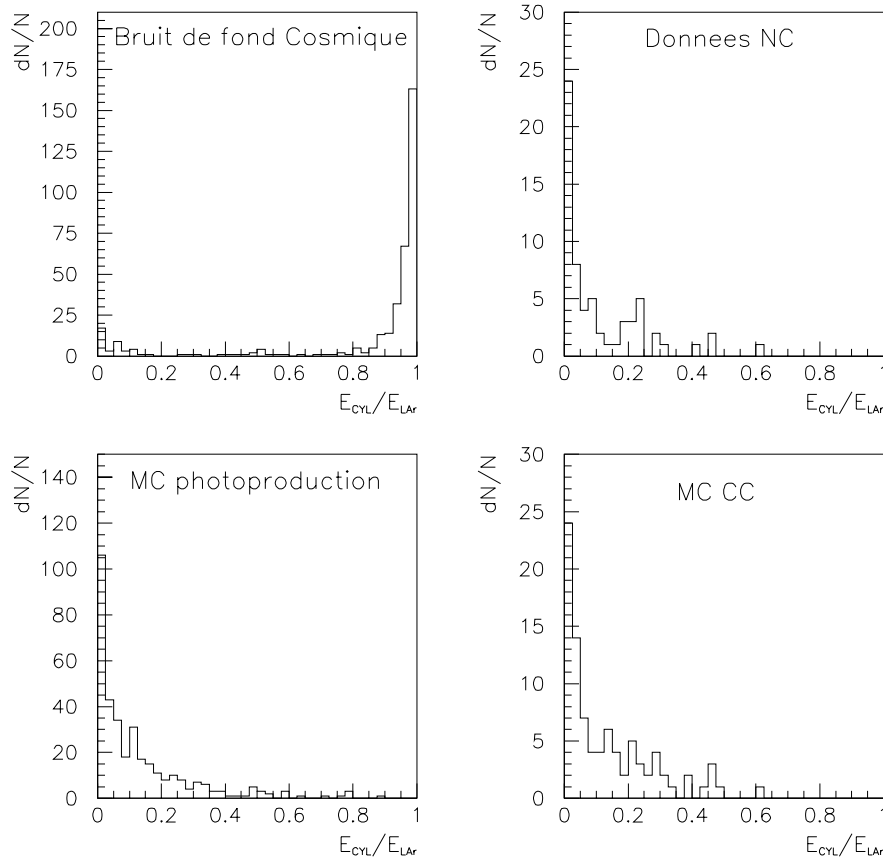 Bruit de fond Cosmique
dN/N
200
175
150
125
100
75
50
25
0
0 0.2 0.4 0.6 0.8 1
E_CYL/E_LAr
Donnees NC
dN/N
30
25
20
15
10
5
0
0 0.2 0.4 0.6 0.8 1
E_CYL/E_LAr
MC photoproduction
dN/N
140
120
100
80
60
40
20
0
0 0.2 0.4 0.6 0.8 1
E_CYL/E_LAr
MC CC
dN/N
30
25
20
15
10
5
0
0 0.2 0.4 0.6 0.8 1
E_CYL/E_LAr